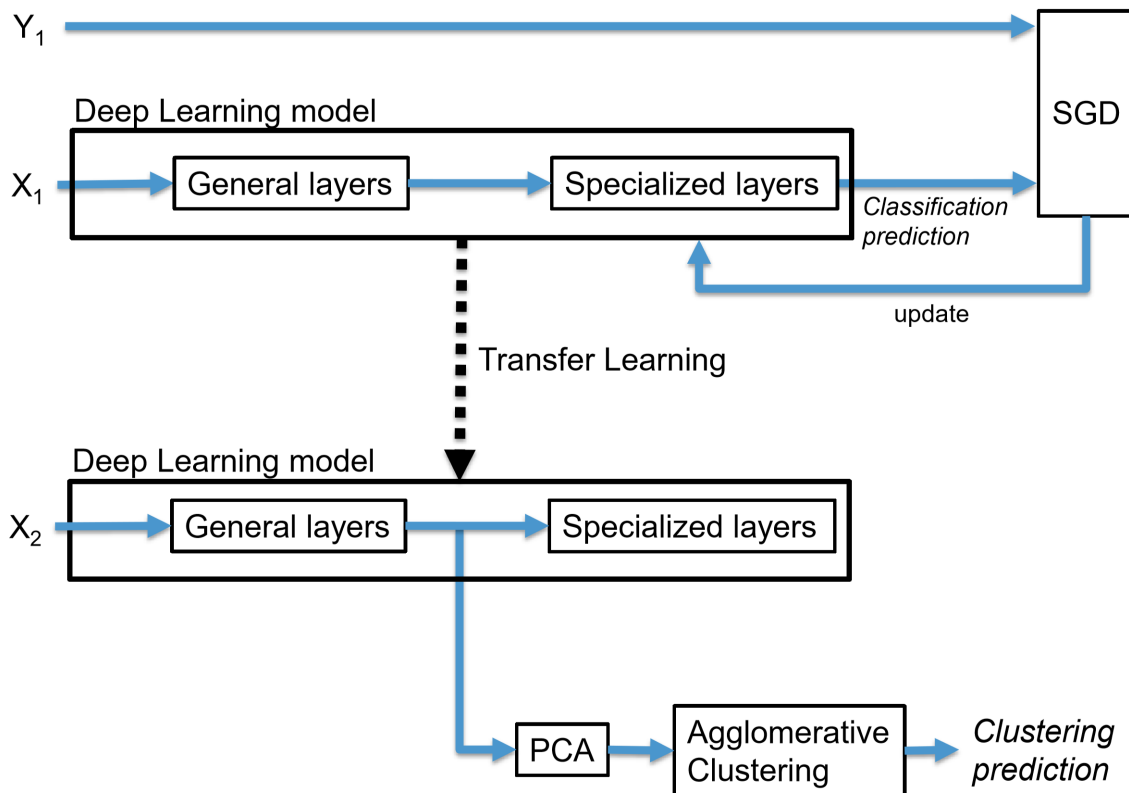 Y₁
SGD
Deep Learning model
X₁
General layers
Specialized layers
Classification
prediction
update
Transfer Learning
Deep Learning model
X₂
General layers
Specialized layers
PCA
Agglomerative
Clustering
Clustering
prediction